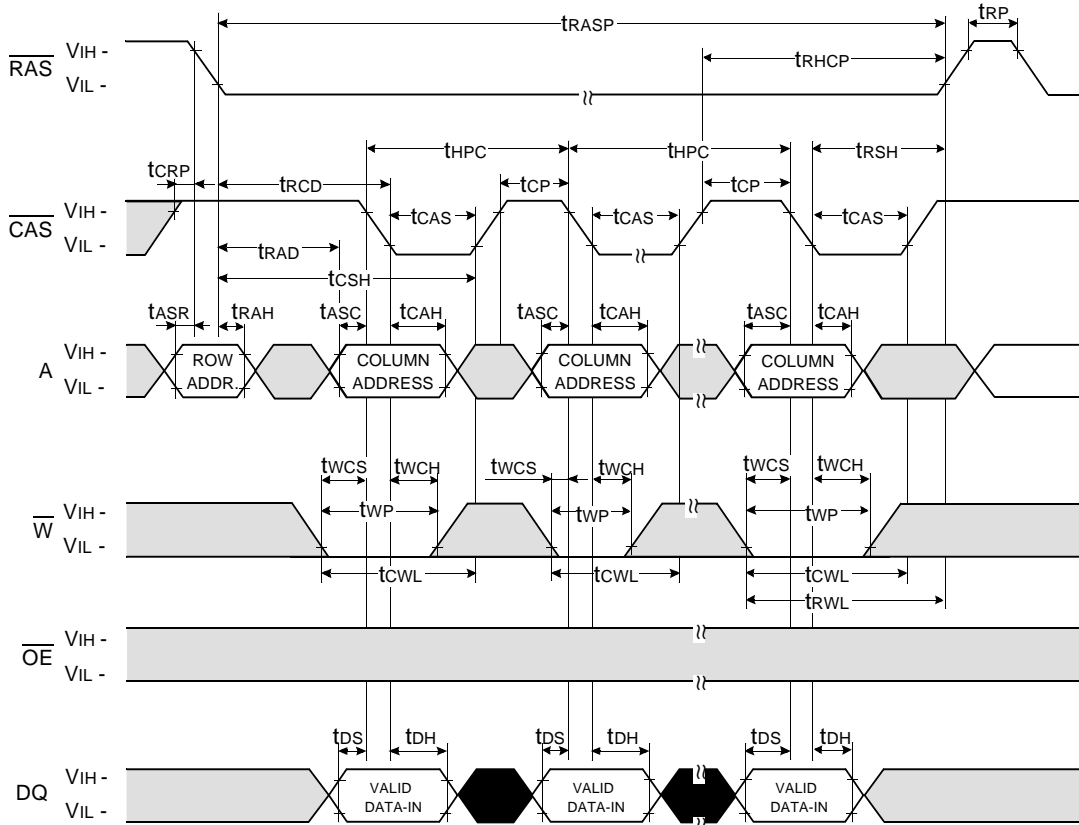 tRASP
tRP
RAS
VIH -
VIL -
tRHCP
tCRP
tRCD
tHPC
tHPC
tRSH
tCP
tCP
CAS
VIH -
VIL -
tCAS
tCAS
tCAS
tRAD
tCSH
tASR
tRAH
tASC
tCAH
tASC
tCAH
tASC
tCAH
A
VIH -
VIL -
ROW
ADDR.
COLUMN
ADDRESS
COLUMN
ADDRESS
COLUMN
ADDRESS
tWCS
tWCH
tWCS
tWCH
tWCS
tWCH
W
VIH -
VIL -
tWP
tWP
tWP
tCWL
tCWL
tCWL
tRWL
OE
VIH -
VIL -
tDS
tDH
tDS
tDH
tDS
tDH
DQ
VIH -
VIL -
VALID
DATA-IN
VALID
DATA-IN
VALID
DATA-IN